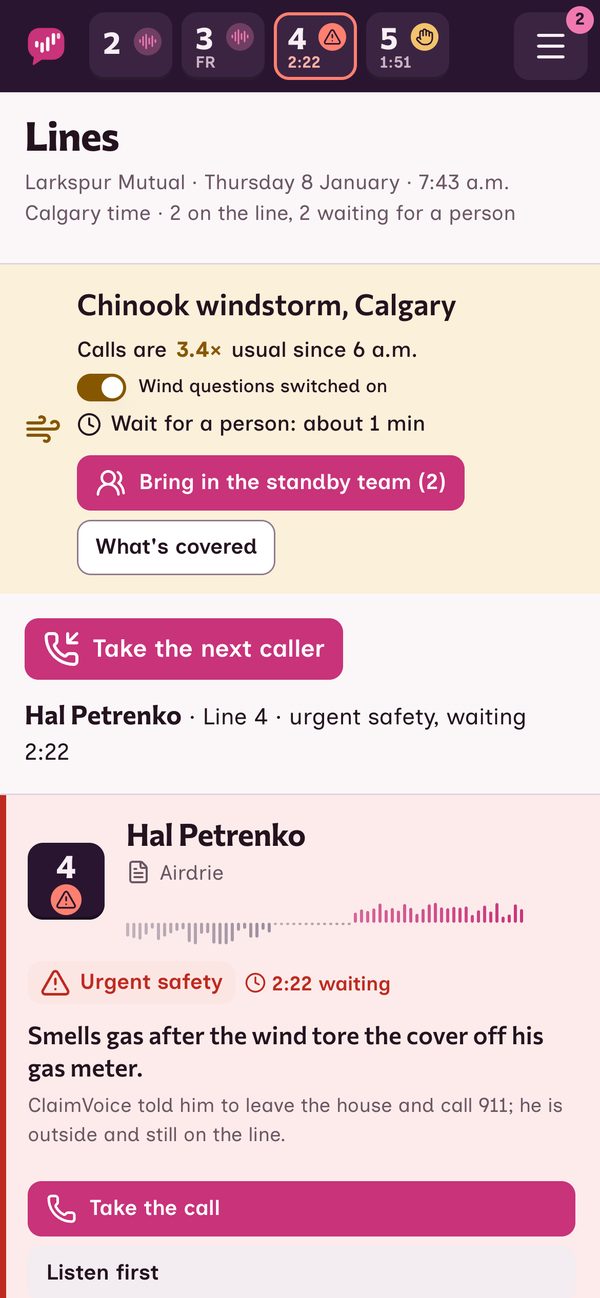 2
3
FR
4
2:22
5
1:51
2
Lines
Larkspur Mutual · Thursday 8 January · 7:43 a.m.
Calgary time · 2 on the line, 2 waiting for a person
Chinook windstorm, Calgary
Calls are 3.4× usual since 6 a.m.
Wind questions switched on
Wait for a person: about 1 min
Bring in the standby team (2)
What's covered
Take the next caller
Hal Petrenko · Line 4 · urgent safety, waiting
2:22
Hal Petrenko
4
Airdrie
Urgent safety
2:22 waiting
Smells gas after the wind tore the cover off his
gas meter.
ClaimVoice told him to leave the house and call 911; he is
outside and still on the line.
Take the call
Listen first